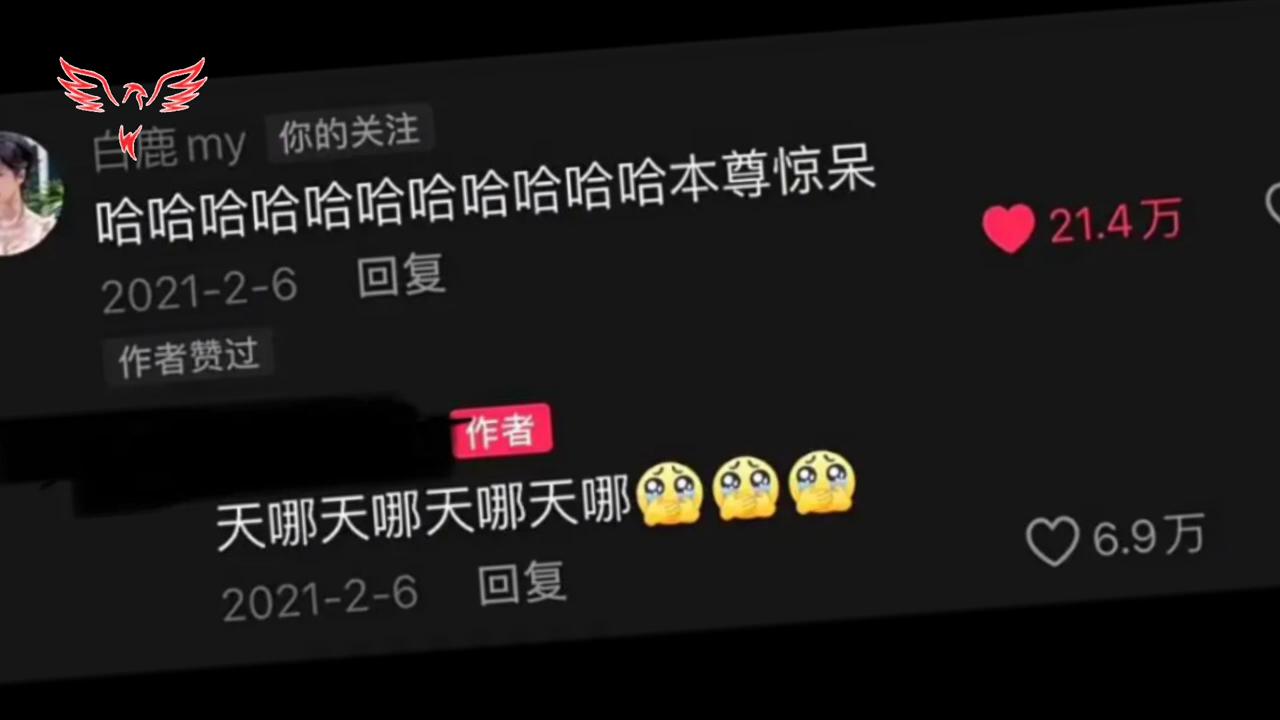 白鹿my 你的关注
哈哈哈哈哈哈哈哈哈哈哈本尊惊呆
21.4万
2021-2-6 回复
作者赞过
作者
天哪天哪天哪天哪🥹🥹🥹
6.9万
2021-2-6 回复